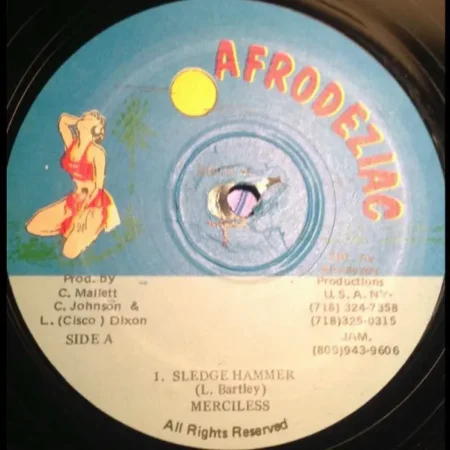 AFRODEZIAC
Prod. by
C. Mallett
C. Johnson &
L. (Cisco) Dixon
SIDE A
Productions
U.S.A. NY-
(718) 324-7358
(718)325-0315
JAM.
(809)943-9606
1. SLEDGE HAMMER
(L. Bartley)
MERCILESS
All Rights Reserved